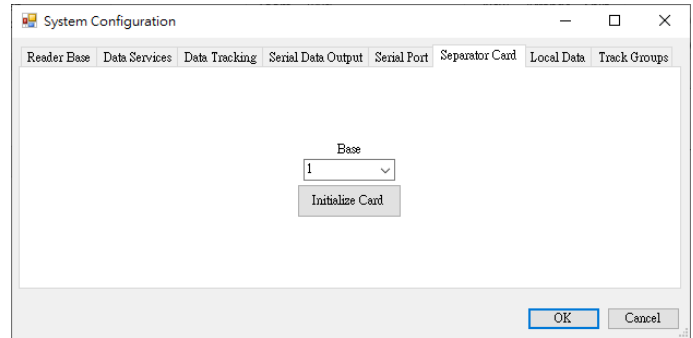 System Configuration
Reader Base Data Services Data Tracking Serial Data Output Serial Port Separator Card Local Data Track Groups
Base
1
Initialize Card
OK Cancel